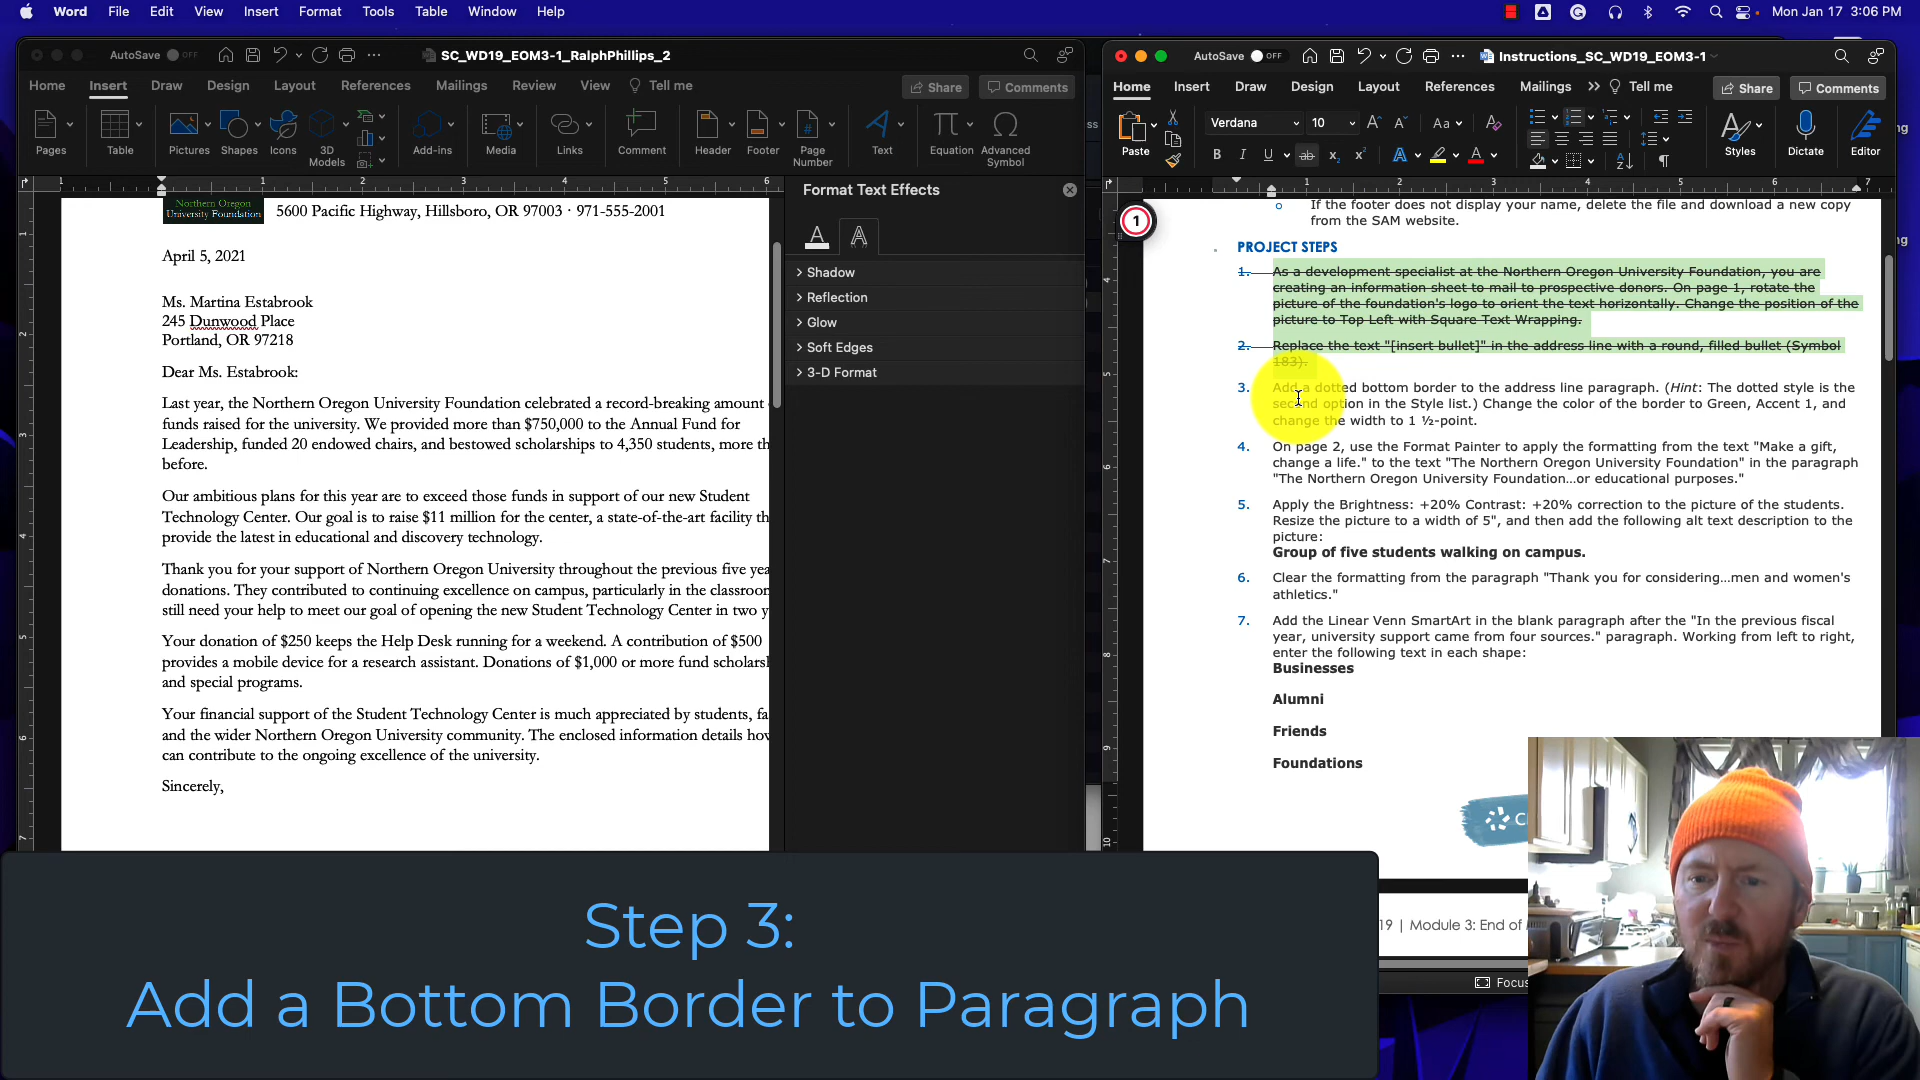 Word File Edit View Insert Format Tools Table Window Help
Mon Jan 17 3:06 PM
AutoSave OFF
SC_WD19_EOM3-1_RalphPhillips_2
Home Insert Draw Design Layout References Mailings Review View Tell me
Share Comments
Pages Table Pictures Shapes Icons 3D Models Add-ins Media Links Comment Header Footer Page Number Text Equation Advanced Symbol
Format Text Effects
Shadow
Reflection
Glow
Soft Edges
3-D Format
Northern Oregon
University Foundation
5600 Pacific Highway, Hillsboro, OR 97003 · 971-555-2001
April 5, 2021
Ms. Martina Estabrook
245 Dunwood Place
Portland, OR 97218
Dear Ms. Estabrook:
Last year, the Northern Oregon University Foundation celebrated a record-breaking amount
funds raised for the university. We provided more than $750,000 to the Annual Fund for
Leadership, funded 20 endowed chairs, and bestowed scholarships to 4,350 students, more th
before.
Our ambitious plans for this year are to exceed those funds in support of our new Student
Technology Center. Our goal is to raise $11 million for the center, a state-of-the-art facility th
provide the latest in educational and discovery technology.
Thank you for your support of Northern Oregon University throughout the previous five yea
donations. They contributed to continuing excellence on campus, particularly in the classroom
still need your help to meet our goal of opening the new Student Technology Center in two y
Your donation of $250 keeps the Help Desk running for a weekend. A contribution of $500
provides a mobile device for a research assistant. Donations of $1,000 or more fund scholarsh
and special programs.
Your financial support of the Student Technology Center is much appreciated by students, fa
and the wider Northern Oregon University community. The enclosed information details how
can contribute to the ongoing excellence of the university.
Sincerely,
AutoSave OFF
Instructions_SC_WD19_EOM3-1
Home Insert Draw Design Layout References Mailings Tell me
Share Comments
Paste Verdana 10 Styles Dictate Editor
1
If the footer does not display your name, delete the file and download a new copy
from the SAM website.
PROJECT STEPS
1. As a development specialist at the Northern Oregon University Foundation, you are
creating an information sheet to mail to prospective donors. On page 1, rotate the
picture of the foundation's logo to orient the text horizontally. Change the position of the
picture to Top Left with Square Text Wrapping.
2. Replace the text "[insert bullet]" in the address line with a round, filled bullet (Symbol
183).
3. Add a dotted bottom border to the address line paragraph. (Hint: The dotted style is the
second option in the Style list.) Change the color of the border to Green, Accent 1, and
change the width to 1 ½-point.
4. On page 2, use the Format Painter to apply the formatting from the text "Make a gift,
change a life." to the text "The Northern Oregon University Foundation" in the paragraph
"The Northern Oregon University Foundation…or educational purposes."
5. Apply the Brightness: +20% Contrast: +20% correction to the picture of the students.
Resize the picture to a width of 5", and then add the following alt text description to the
picture:
Group of five students walking on campus.
6. Clear the formatting from the paragraph "Thank you for considering…men and women's
athletics."
7. Add the Linear Venn SmartArt in the blank paragraph after the "In the previous fiscal
year, university support came from four sources." paragraph. Working from left to right,
enter the following text in each shape:
Businesses
Alumni
Friends
Foundations
19 | Module 3: End of
Focus
Step 3:
Add a Bottom Border to Paragraph